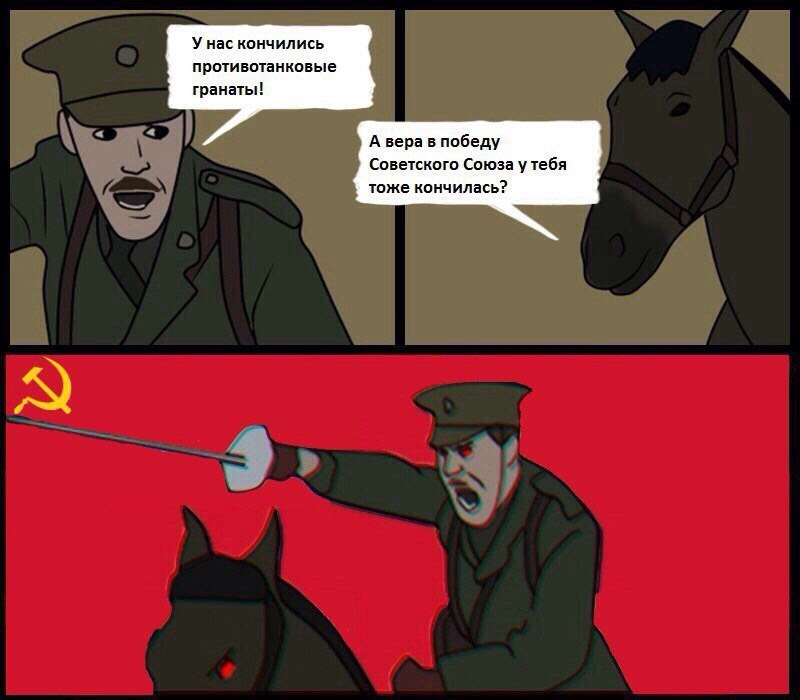 У нас кончились
противотанковые
гранаты!
А вера в победу
Советского Союза у тебя
тоже кончилась?